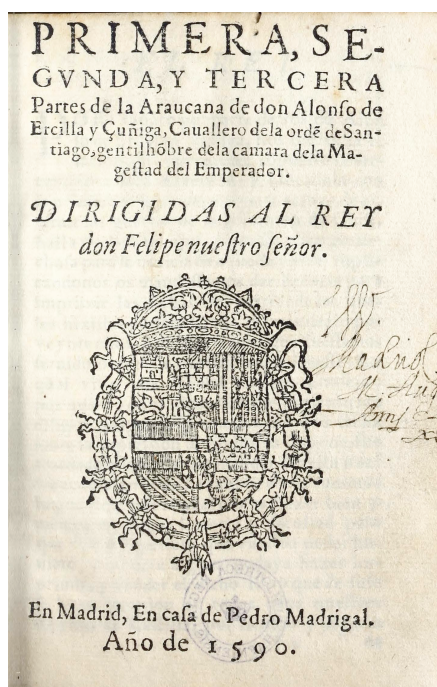 PRIMERA, SE-
GVNDA, Y TERCERA
Partes de la Araucana de don Alonſo de
Ercilla y Çuñiga, Cauallero dela ordẽ deSan-
tiago, gentilhõbre dela camara dela Ma-
geſtad del Emperador.
DIRIGIDAS AL REY
don Felipe nueſtro ſeñor.
Madrid
En Madrid, En caſa de Pedro Madrigal.
Año de 1590.